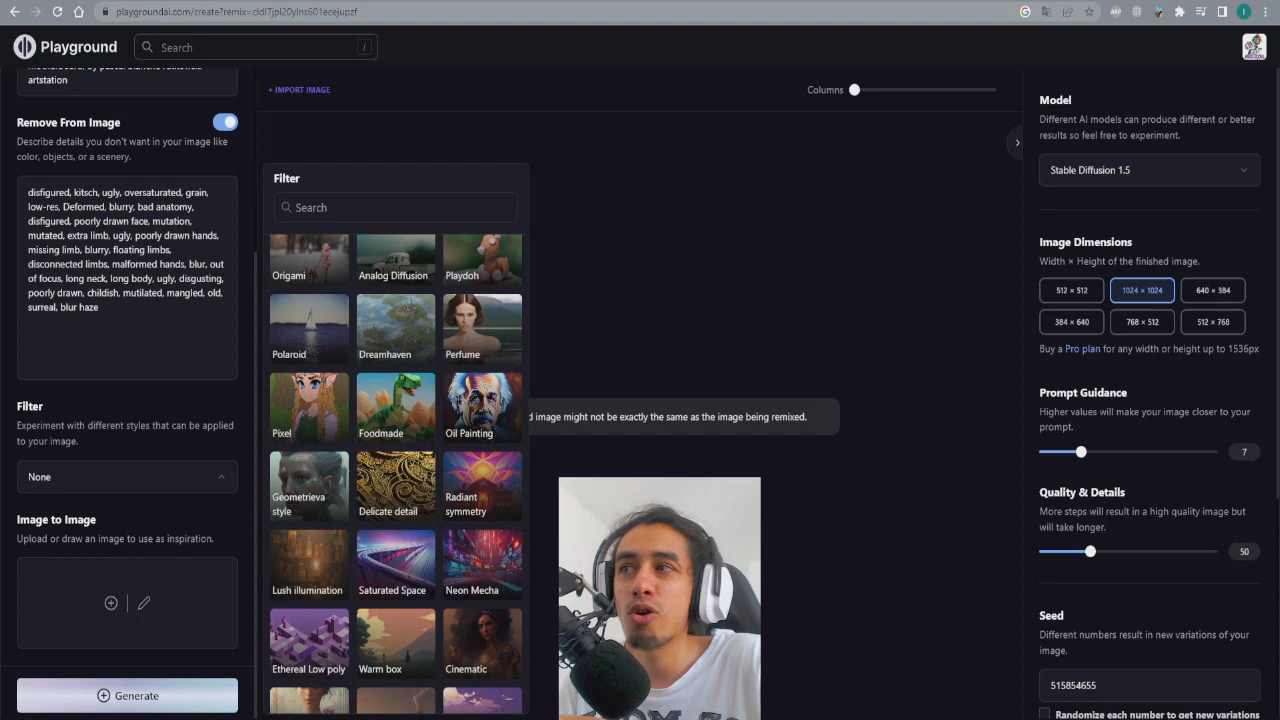 playgroundai.com/create?remix=cldl7jpl20ylns601ecejupzf
Playground
Search
/
artstation
Remove From Image
Describe details you don't want in your image like
color, objects, or a scenery.
disfigured, kitsch, ugly, oversaturated, grain,
low-res, Deformed, blurry, bad anatomy,
disfigured, poorly drawn face, mutation,
mutated, extra limb, ugly, poorly drawn hands,
missing limb, blurry, floating limbs,
disconnected limbs, malformed hands, blur, out
of focus, long neck, long body, ugly, disgusting,
poorly drawn, childish, mutilated, mangled, old,
surreal, blur haze
Filter
Experiment with different styles that can be applied
to your image.
None
Image to Image
Upload or draw an image to use as inspiration.
Generate
+ IMPORT IMAGE
Columns
Filter
Search
Origami
Analog Diffusion
Playdoh
Polaroid
Dreamhaven
Perfume
Pixel
Foodmade
Oil Painting
Geometrieva
style
Delicate detail
Radiant
symmetry
Lush illumination
Saturated Space
Neon Mecha
Ethereal Low poly
Warm box
Cinematic
d image might not be exactly the same as the image being remixed.
Model
Different AI models can produce different or better
results so feel free to experiment.
Stable Diffusion 1.5
Image Dimensions
Width × Height of the finished image.
512 × 512
1024 × 1024
640 × 384
384 × 640
768 × 512
512 × 768
Buy a Pro plan for any width or height up to 1536px
Prompt Guidance
Higher values will make your image closer to your
prompt.
7
Quality & Details
More steps will result in a high quality image but
will take longer.
50
Seed
Different numbers result in new variations of your
image.
515854655
Randomize each number to get new variations